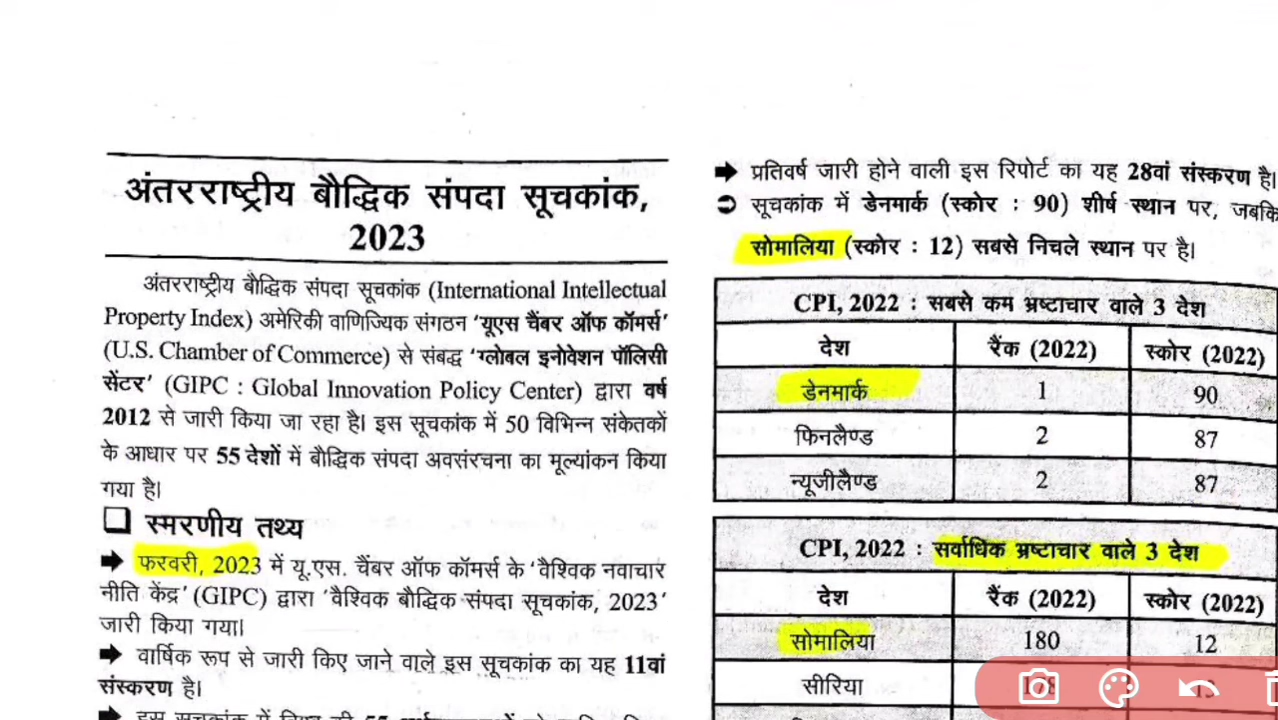 अंतरराष्ट्रीय बौद्धिक संपदा सूचकांक,
2023
अंतरराष्ट्रीय बौद्धिक संपदा सूचकांक (International Intellectual
Property Index) अमेरिकी वाणिज्यिक संगठन 'यूएस चैंबर ऑफ कॉमर्स'
(U.S. Chamber of Commerce) से संबद्ध 'ग्लोबल इनोवेशन पॉलिसी
सेंटर' (GIPC : Global Innovation Policy Center) द्वारा वर्ष
2012 से जारी किया जा रहा है। इस सूचकांक में 50 विभिन्न संकेतकों
के आधार पर 55 देशों में बौद्धिक संपदा अवसंरचना का मूल्यांकन किया
गया है।
❑ स्मरणीय तथ्य
➡ फरवरी, 2023 में यू.एस. चैंबर ऑफ कॉमर्स के 'वैश्विक नवाचार
नीति केंद्र' (GIPC) द्वारा 'वैश्विक बौद्धिक संपदा सूचकांक, 2023'
जारी किया गया।
➡ वार्षिक रूप से जारी किए जाने वाले इस सूचकांक का यह 11वां
संस्करण है।
➡ इस सूचकांक में विश्व की 55
➡ प्रतिवर्ष जारी होने वाली इस रिपोर्ट का यह 28वां संस्करण है।
➲ सूचकांक में डेनमार्क (स्कोर : 90) शीर्ष स्थान पर, जबकि
सोमालिया (स्कोर : 12) सबसे निचले स्थान पर है।
CPI, 2022 : सबसे कम भ्रष्टाचार वाले 3 देश
देश रैंक (2022) स्कोर (2022)
डेनमार्क 1 90
फिनलैण्ड 2 87
न्यूजीलैण्ड 2 87
CPI, 2022 : सर्वाधिक भ्रष्टाचार वाले 3 देश
देश रैंक (2022) स्कोर (2022)
सोमालिया 180 12
सीरिया 178 13